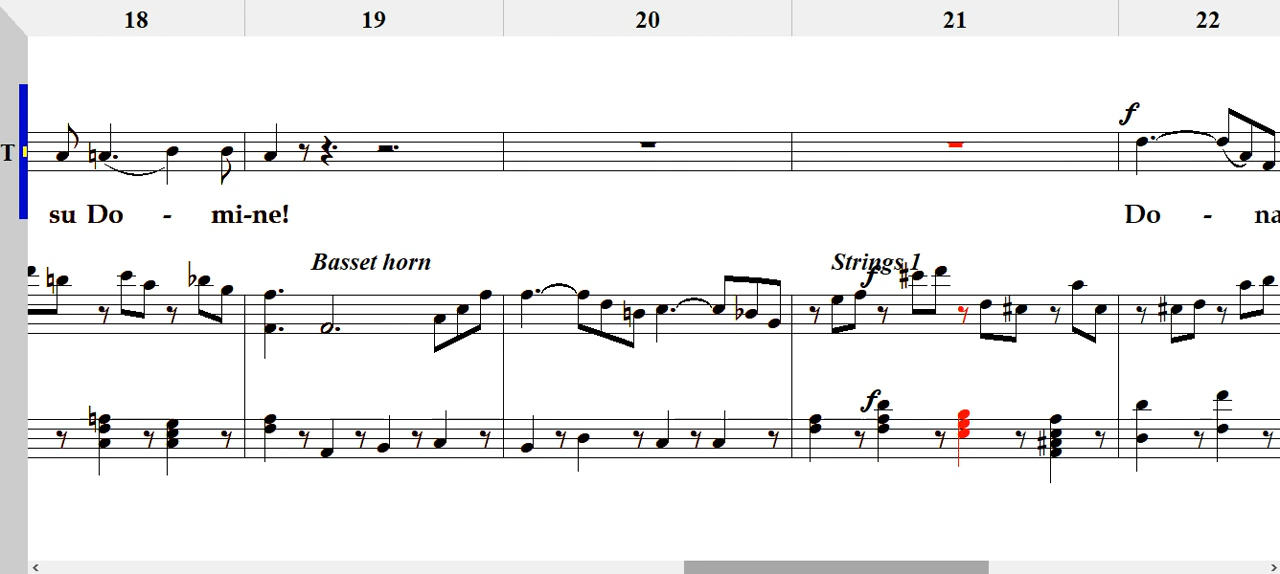 18 19 20 21 22
f
T
su Do - mi-ne! Do - na
Basset horn Strings 1
f
f